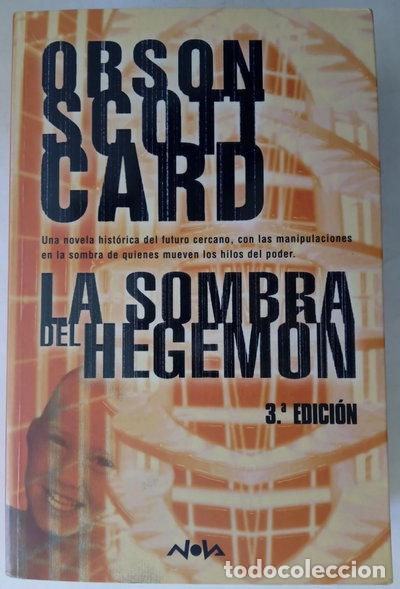 ORSON
SCOTT
CARD
Una novela histórica del futuro cercano, con las manipulaciones
en la sombra de quienes mueven los hilos del poder.
LA SOMBRA
DEL HEGEMÓN
3.ª EDICIÓN
NOVA
todocoleccion